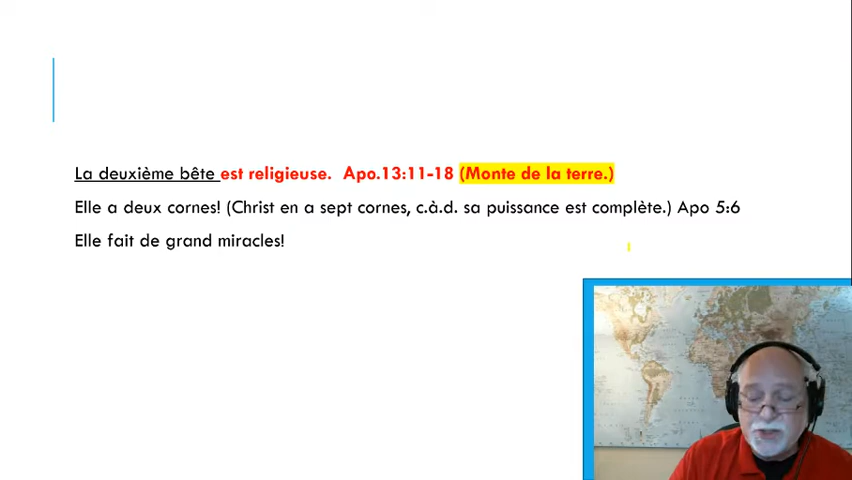 La deuxième bête est religieuse. Apo.13:11-18 (Monte de la terre.)
Elle a deux cornes! (Christ en a sept cornes, c.à.d. sa puissance est complète.) Apo 5:6
Elle fait de grand miracles!